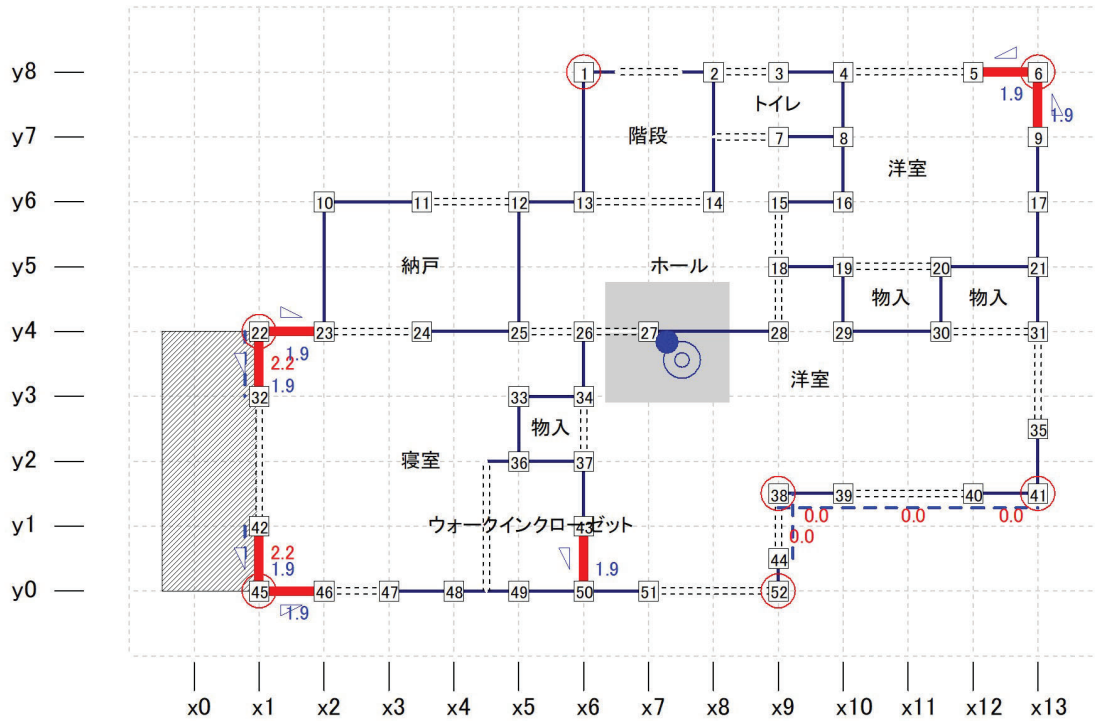 y8 1 2 3 4 5 6
トイレ 1.9 1.9
y7 階段 7 8 9
洋室
y6 10 11 12 13 14 15 16 17
y5 納戸 ホール 18 19 20 21
物入 物入
y4 22 23 24 25 26 27 28 29 30 31
2.2 1.9
1.9 洋室
y3 32 33 34
物入 35
y2 寝室 36 37
38 39 40 41
0.0 0.0 0.0
y1 42 ウォークインクローゼット 43 0.0
2.2
1.9 1.9 44
y0 45 46 47 48 49 50 51 52
1.9
x0 x1 x2 x3 x4 x5 x6 x7 x8 x9 x10 x11 x12 x13